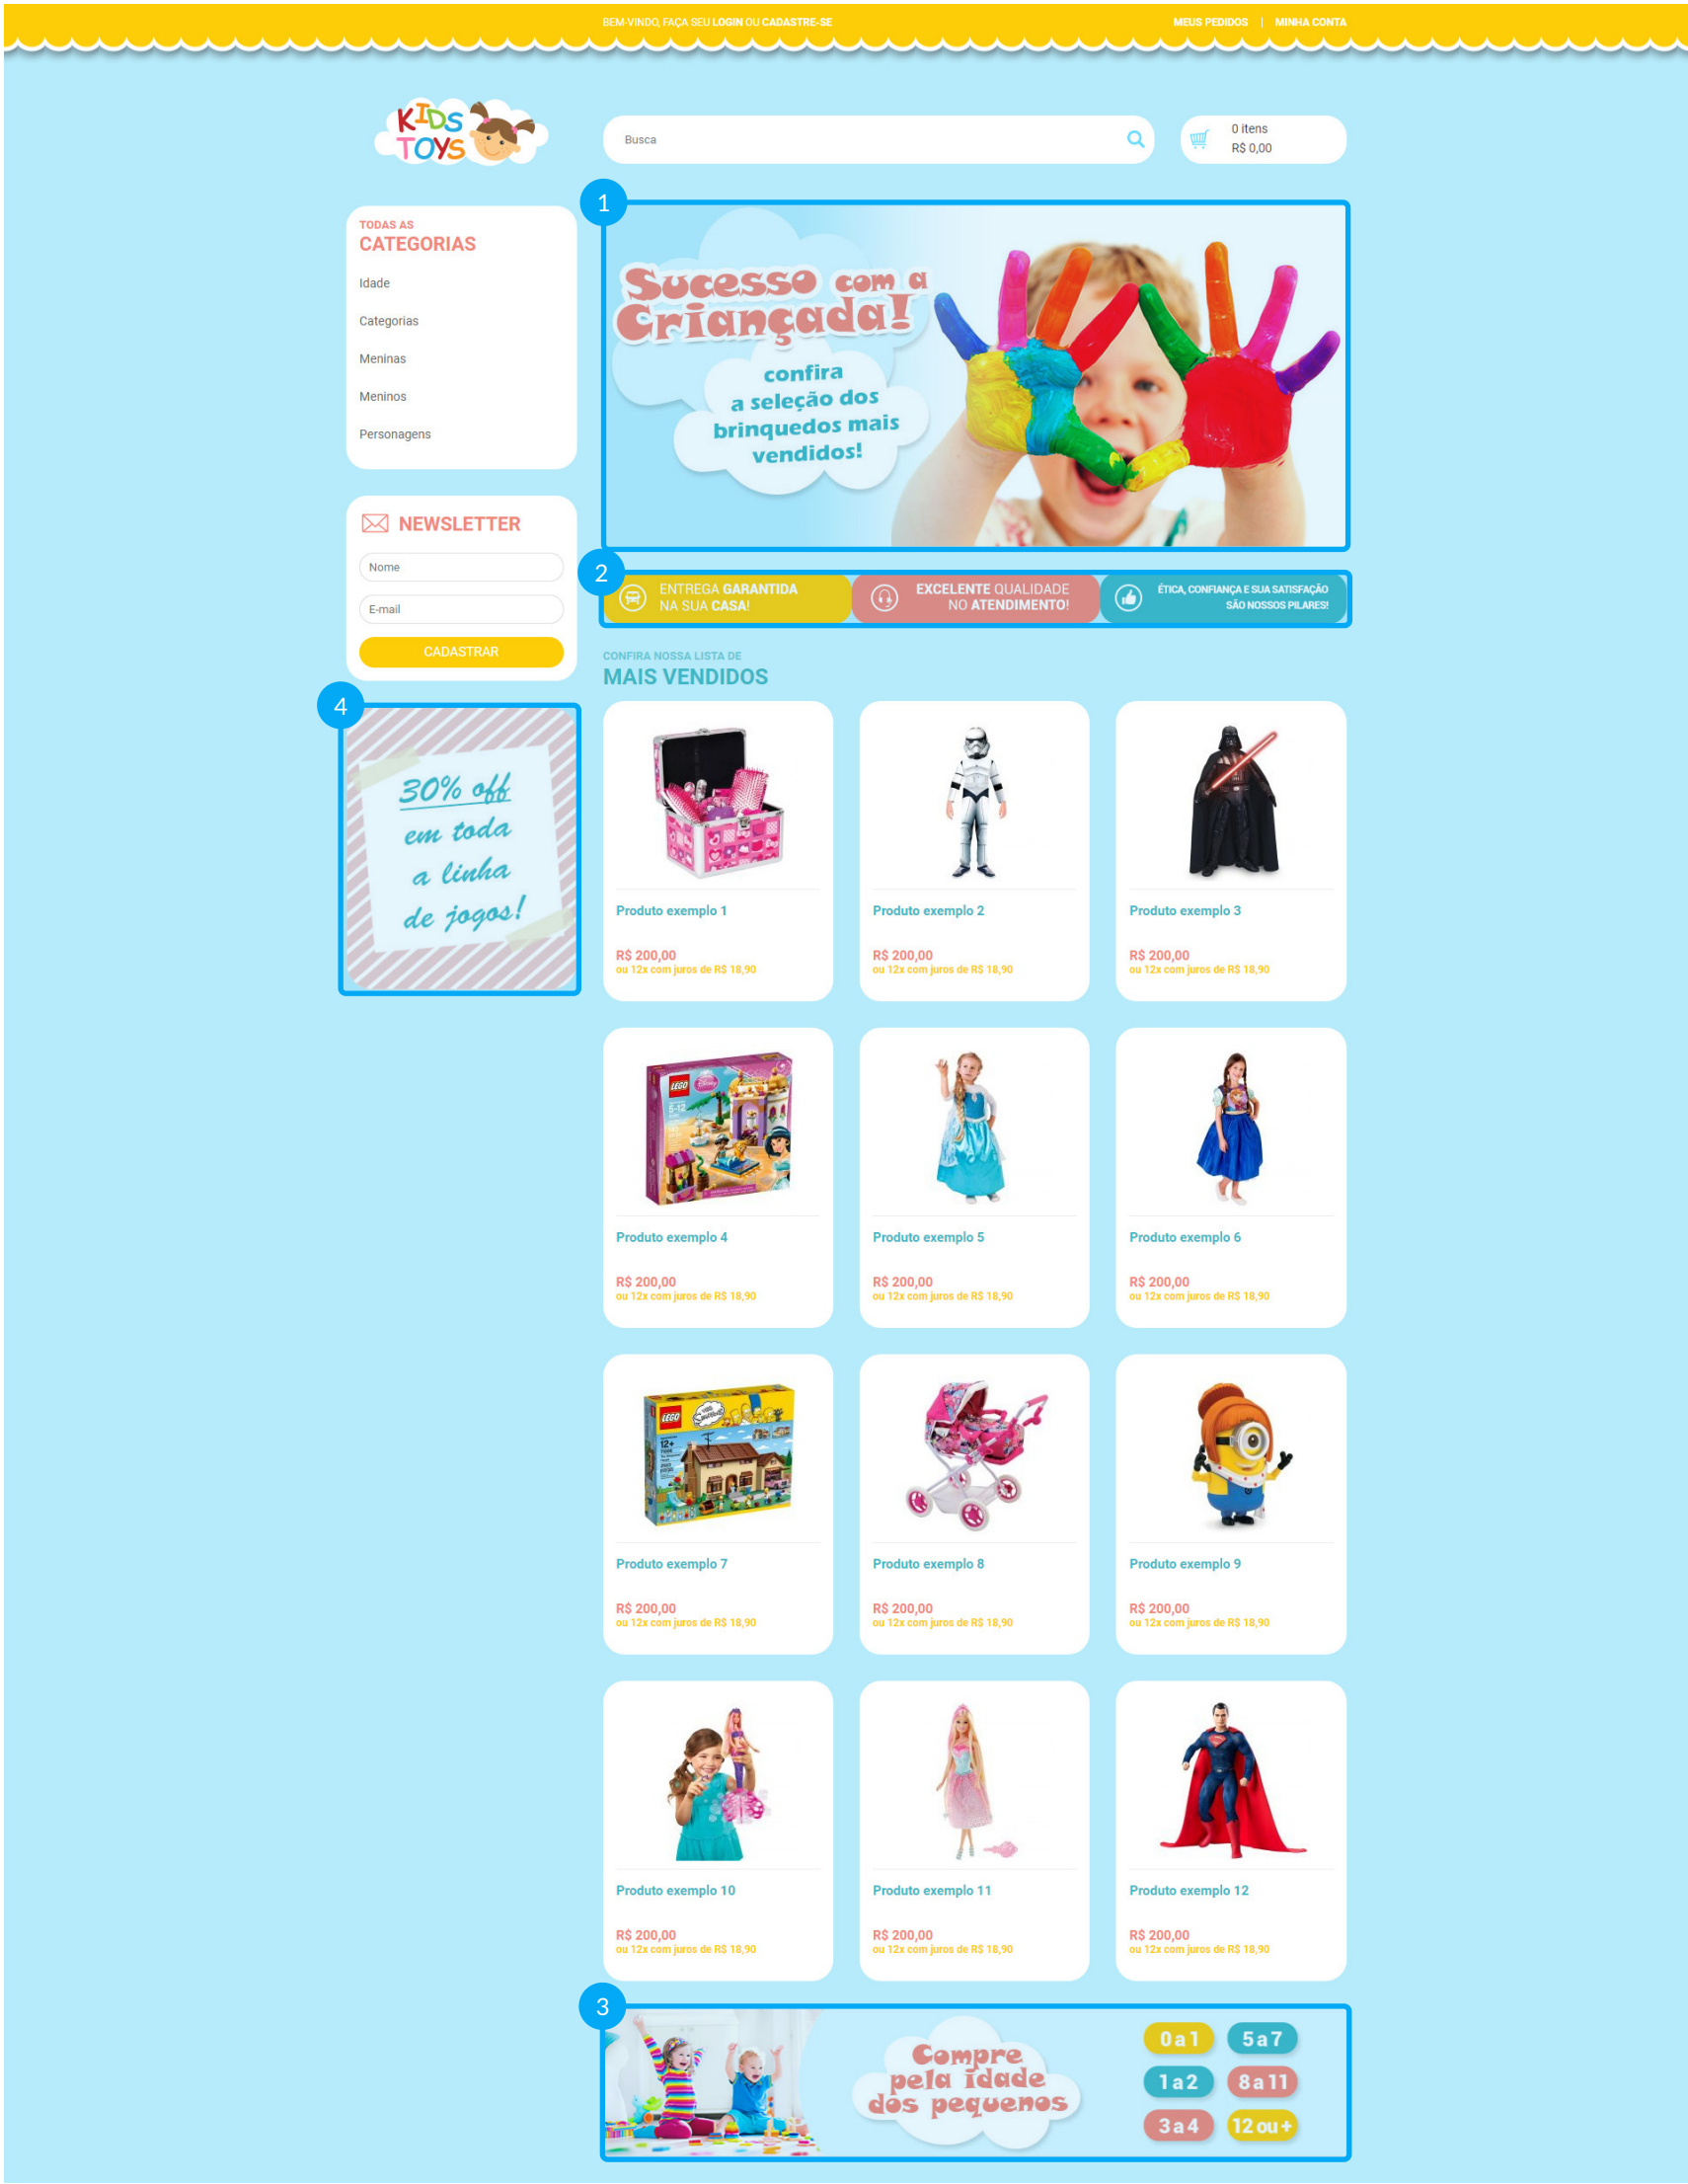 BEM-VINDO, FAÇA SEU LOGIN OU CADASTRE-SE
MEUS PEDIDOS | MINHA CONTA
KIDS
TOYS
Busca
0 itens
R$ 0,00
TODAS AS
CATEGORIAS
Idade
Categorias
Meninas
Meninos
Personagens
NEWSLETTER
Nome
E-mail
CADASTRAR
4
30% off
em toda
a linha
de jogos!
1
Sucesso com a
Criançada!
confira
a seleção dos
brinquedos mais
vendidos!
2
ENTREGA GARANTIDA
NA SUA CASA!
EXCELENTE QUALIDADE
NO ATENDIMENTO!
ÉTICA, CONFIANÇA E SUA SATISFAÇÃO
SÃO NOSSOS PILARES!
CONFIRA NOSSA LISTA DE
MAIS VENDIDOS
Produto exemplo 1
R$ 200,00
ou 12x com juros de R$ 18,90
Produto exemplo 2
R$ 200,00
ou 12x com juros de R$ 18,90
Produto exemplo 3
R$ 200,00
ou 12x com juros de R$ 18,90
LEGO
Disney
5-12
Produto exemplo 4
R$ 200,00
ou 12x com juros de R$ 18,90
Produto exemplo 5
R$ 200,00
ou 12x com juros de R$ 18,90
Produto exemplo 6
R$ 200,00
ou 12x com juros de R$ 18,90
LEGO
12+
Produto exemplo 7
R$ 200,00
ou 12x com juros de R$ 18,90
Produto exemplo 8
R$ 200,00
ou 12x com juros de R$ 18,90
Produto exemplo 9
R$ 200,00
ou 12x com juros de R$ 18,90
Produto exemplo 10
R$ 200,00
ou 12x com juros de R$ 18,90
Produto exemplo 11
R$ 200,00
ou 12x com juros de R$ 18,90
Produto exemplo 12
R$ 200,00
ou 12x com juros de R$ 18,90
3
Compre
pela idade
dos pequenos
0 a 1
5 a 7
1 a 2
8 a 11
3 a 4
12 ou +